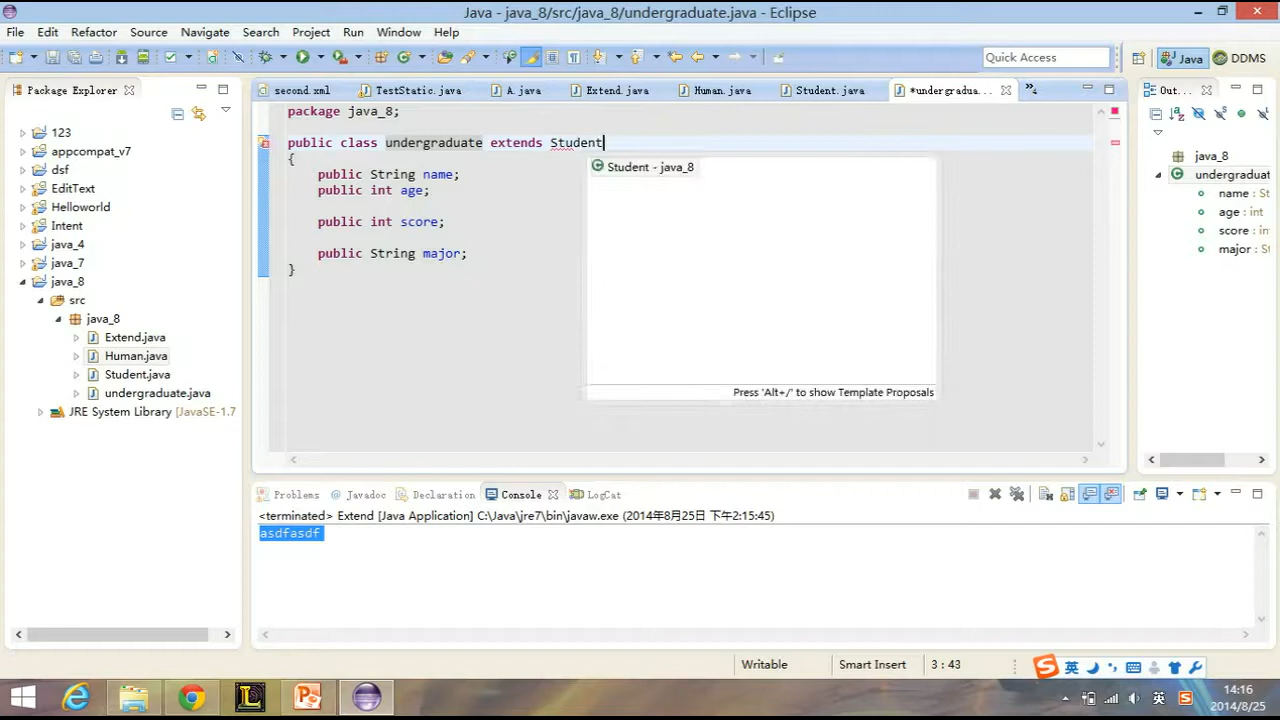 Java - java_8/src/java_8/undergraduate.java - Eclipse
File Edit Refactor Source Navigate Search Project Run Window Help
Quick Access
Java
DDMS
Package Explorer
second.xml
TestStatic.java
A.java
Extend.java
Human.java
Student.java
*undergradua...
Out...
123
appcompat_v7
dsf
EditText
Helloworld
Intent
java_4
java_7
java_8
src
java_8
Extend.java
Human.java
Student.java
undergraduate.java
JRE System Library [JavaSE-1.7
package java_8;
public class undergraduate extends Student
{
public String name;
public int age;
public int score;
public String major;
}
Student - java_8
Press 'Alt+/' to show Template Proposals
java_8
undergraduat
name : St
age : int
score : in
major : St
Problems
@ Javadoc
Declaration
Console
LogCat
<terminated> Extend [Java Application] C:\Java\jre7\bin\javaw.exe (2014年8月25日 下午2:15:45)
asdfasdf
Writable
Smart Insert
3 : 43
英
英
14:16
2014/8/25